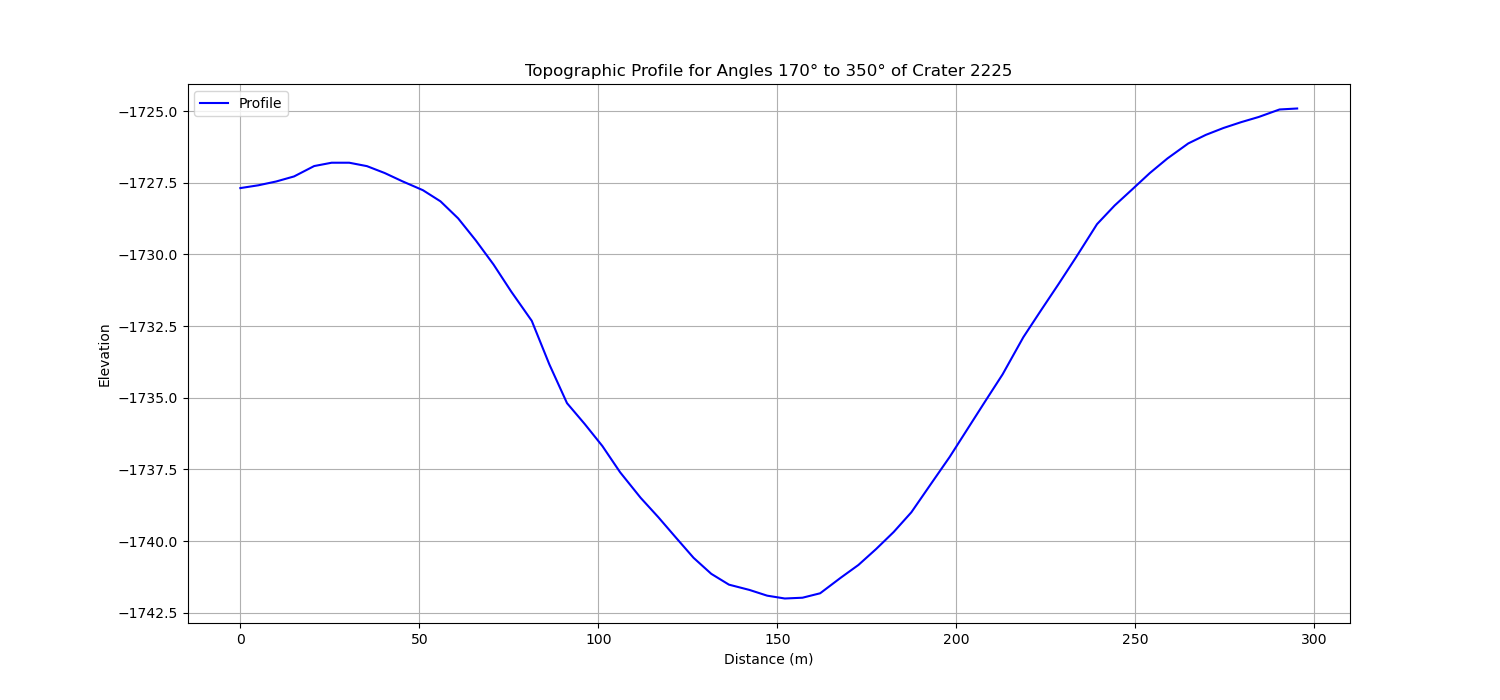 Topographic Profile for Angles 170° to 350° of Crater 2225
Profile
Elevation
−1725.0
−1727.5
−1730.0
−1732.5
−1735.0
−1737.5
−1740.0
−1742.5
0 50 100 150 200 250 300
Distance (m)